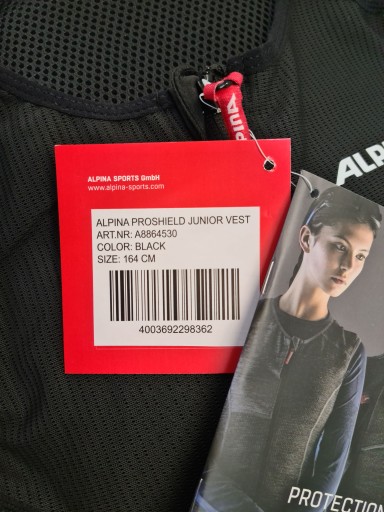 ALPINA
ALPINA SPORTS GmbH
www.alpina-sports.com
ALPINA PROSHIELD JUNIOR VEST
ART.NR: A8864530
COLOR: BLACK
SIZE: 164 CM
4003692298362
ALP
PROTECTION